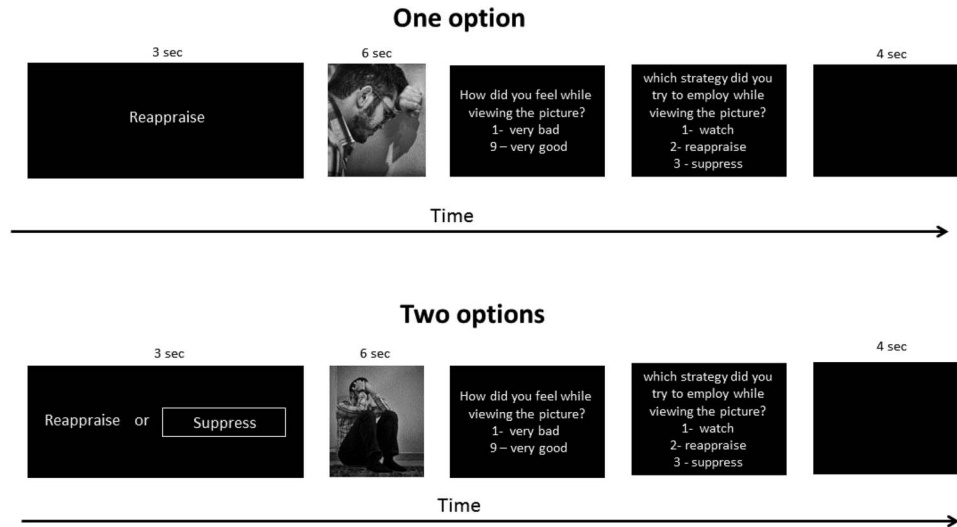 One option
3 sec
6 sec
4 sec
Reappraise
How did you feel while
viewing the picture?
1- very bad
9 – very good
which strategy did you
try to employ while
viewing the picture?
1- watch
2- reappraise
3 - suppress
Time
Two options
3 sec
6 sec
4 sec
Reappraise or Suppress
How did you feel while
viewing the picture?
1- very bad
9 – very good
which strategy did you
try to employ while
viewing the picture?
1- watch
2- reappraise
3 - suppress
Time